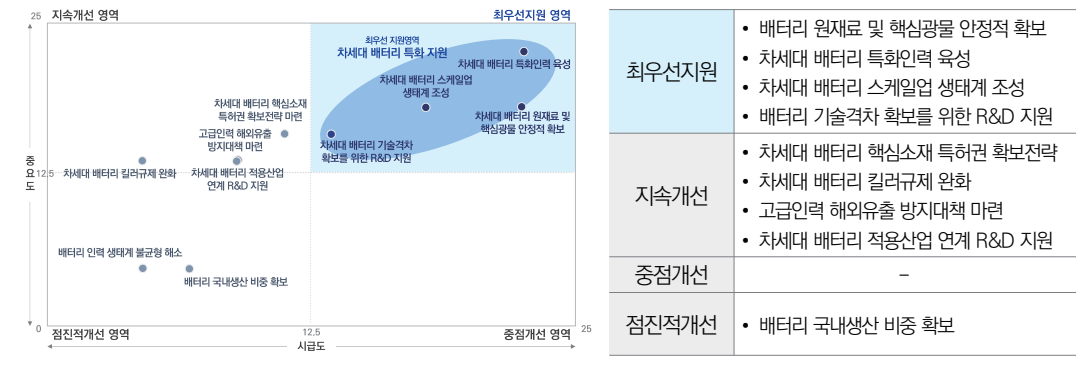 25
지속개선 영역
최우선지원 영역
최우선 지원영역
차세대 배터리 특화 지원
차세대 배터리 특화인력 육성
차세대 배터리 스케일업
생태계 조성
차세대 배터리 핵심소재
특허권 확보전략 마련
차세대 배터리 원재료 및
핵심광물 안정적 확보
고급인력 해외유출
방지대책 마련
차세대 배터리 기술격차
확보를 위한 R&D 지원
중요도
12.5
차세대 배터리 킬러규제 완화
차세대 배터리 적용산업
연계 R&D 지원
배터리 인력 생태계 불균형 해소
배터리 국내생산 비중 확보
0
점진적개선 영역
12.5
중점개선 영역
25
시급도
최우선지원
• 배터리 원재료 및 핵심광물 안정적 확보
• 차세대 배터리 특화인력 육성
• 차세대 배터리 스케일업 생태계 조성
• 배터리 기술격차 확보를 위한 R&D 지원
지속개선
• 차세대 배터리 핵심소재 특허권 확보전략
• 차세대 배터리 킬러규제 완화
• 고급인력 해외유출 방지대책 마련
• 차세대 배터리 적용산업 연계 R&D 지원
중점개선
–
점진적개선
• 배터리 국내생산 비중 확보